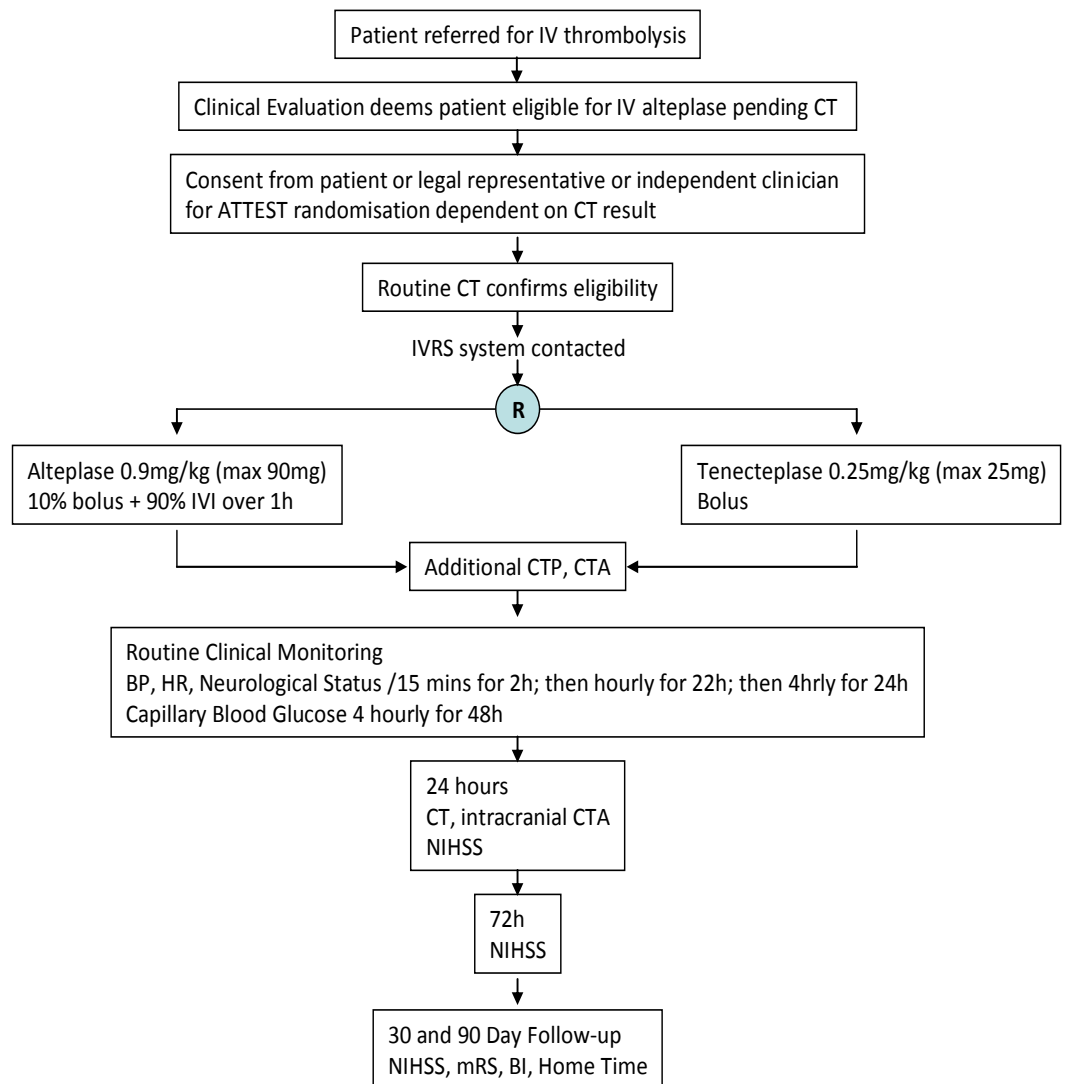 Patient referred for IV thrombolysis
Clinical Evaluation deems patient eligible for IV alteplase pending CT
Consent from patient or legal representative or independent clinician
for ATTEST randomisation dependent on CT result
Routine CT confirms eligibility
IVRS system contacted
R
Alteplase 0.9mg/kg (max 90mg)
10% bolus + 90% IVI over 1h
Tenecteplase 0.25mg/kg (max 25mg)
Bolus
Additional CTP, CTA
Routine Clinical Monitoring
BP, HR, Neurological Status /15 mins for 2h; then hourly for 22h; then 4hrly for 24h
Capillary Blood Glucose 4 hourly for 48h
24 hours
CT, intracranial CTA
NIHSS
72h
NIHSS
30 and 90 Day Follow-up
NIHSS, mRS, BI, Home Time